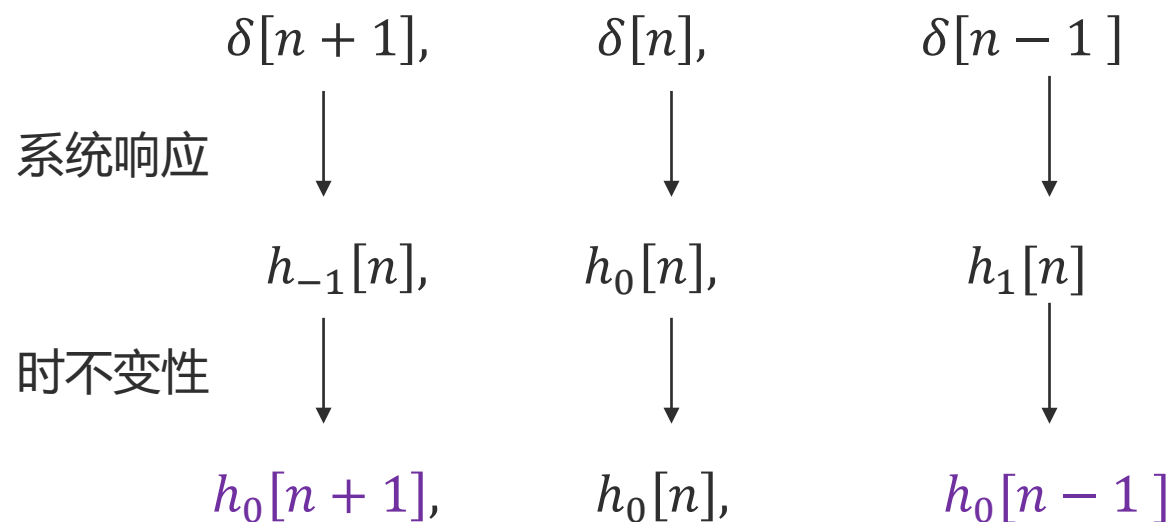 δ[n + 1], δ[n], δ[n − 1 ]
系统响应
h₋₁[n], h₀[n], h₁[n]
时不变性
h₀[n + 1], h₀[n], h₀[n − 1 ]